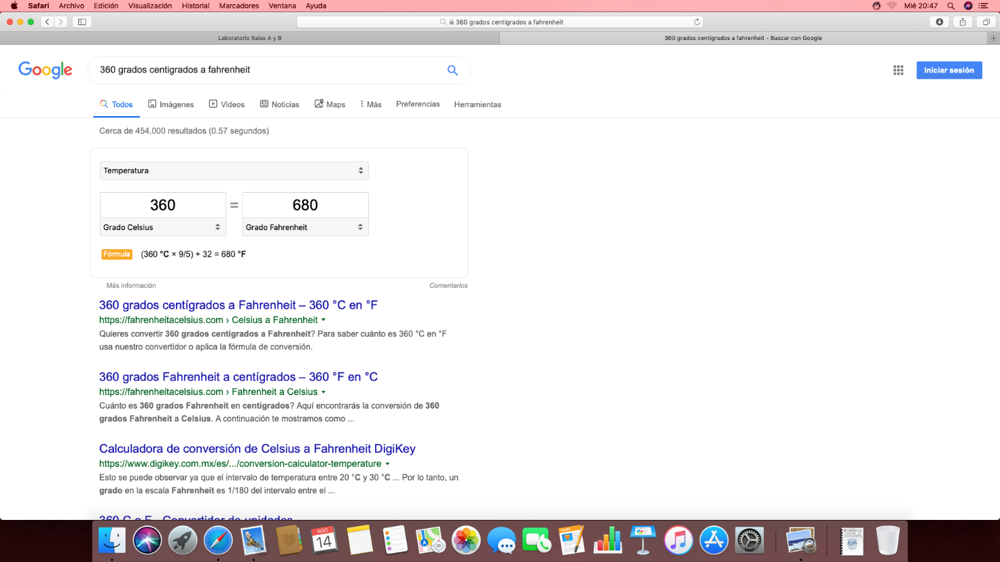 Safari Archivo Edición Visualización Historial Marcadores Ventana Ayuda Mié 20:47
360 grados centigrados a fahrenheit
Laboratorio Salas A y B
360 grados centigrados a fahrenheit - Buscar con Google
Google
360 grados centigrados a fahrenheit
Iniciar sesión
Todos Imágenes Videos Noticias Maps Más Preferencias Herramientas
Cerca de 454,000 resultados (0.57 segundos)
Temperatura
360 = 680
Grado Celsius Grado Fahrenheit
Fórmula (360 °C × 9/5) + 32 = 680 °F
Más información Comentarios
360 grados centígrados a Fahrenheit – 360 °C en °F
https://fahrenheitacelsius.com › Celsius a Fahrenheit
Quieres convertir 360 grados centígrados a Fahrenheit? Para saber cuánto es 360 °C en °F
usa nuestro convertidor o aplica la fórmula de conversión.
360 grados Fahrenheit a centígrados – 360 °F en °C
https://fahrenheitacelsius.com › Fahrenheit a Celsius
Cuánto es 360 grados Fahrenheit en centígrados? Aquí encontrarás la conversión de 360
grados Fahrenheit a Celsius. A continuación te mostramos como ...
Calculadora de conversión de Celsius a Fahrenheit DigiKey
https://www.digikey.com.mx/es/.../conversion-calculator-temperature
Esto se puede observar ya que el intervalo de temperatura entre 20 °C y 30 °C ... Por lo tanto, un
grado en la escala Fahrenheit es 1/180 del intervalo entre el ...
360 C a F - Convertidor de unidades
AGO
14
3D
PAGES